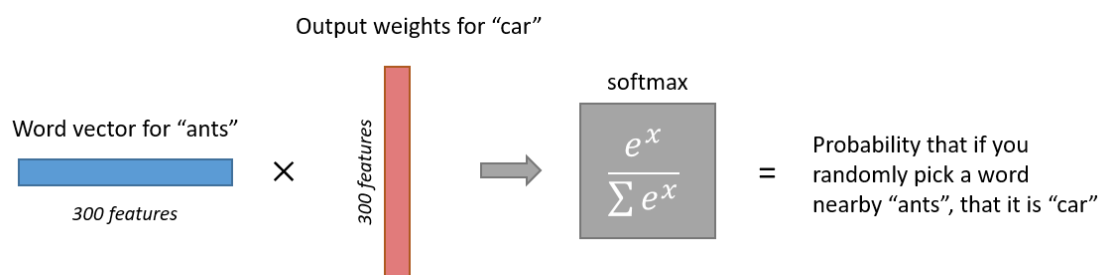 Output weights for “car”
softmax
Word vector for “ants”
300 features
×
300 features
e^x
∑ e^x
=
Probability that if you
randomly pick a word
nearby “ants”, that it is “car”